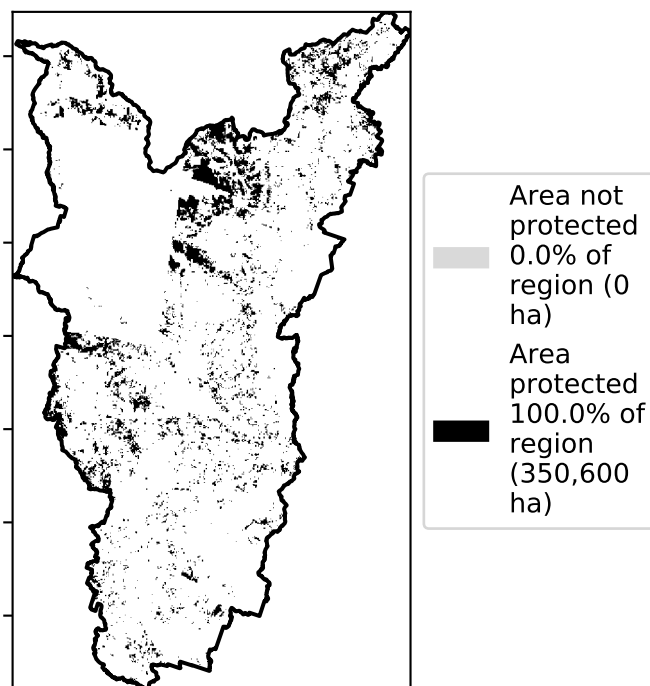 Area not
protected
0.0% of
region (0
ha)
Area
protected
100.0% of
region
(350,600
ha)